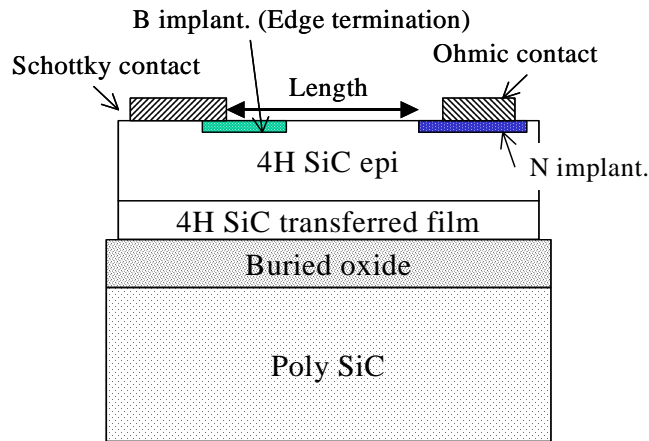 B implant. (Edge termination)
Ohmic contact
Schottky contact
Length
4H SiC epi
N implant.
4H SiC transferred film
Buried oxide
Poly SiC